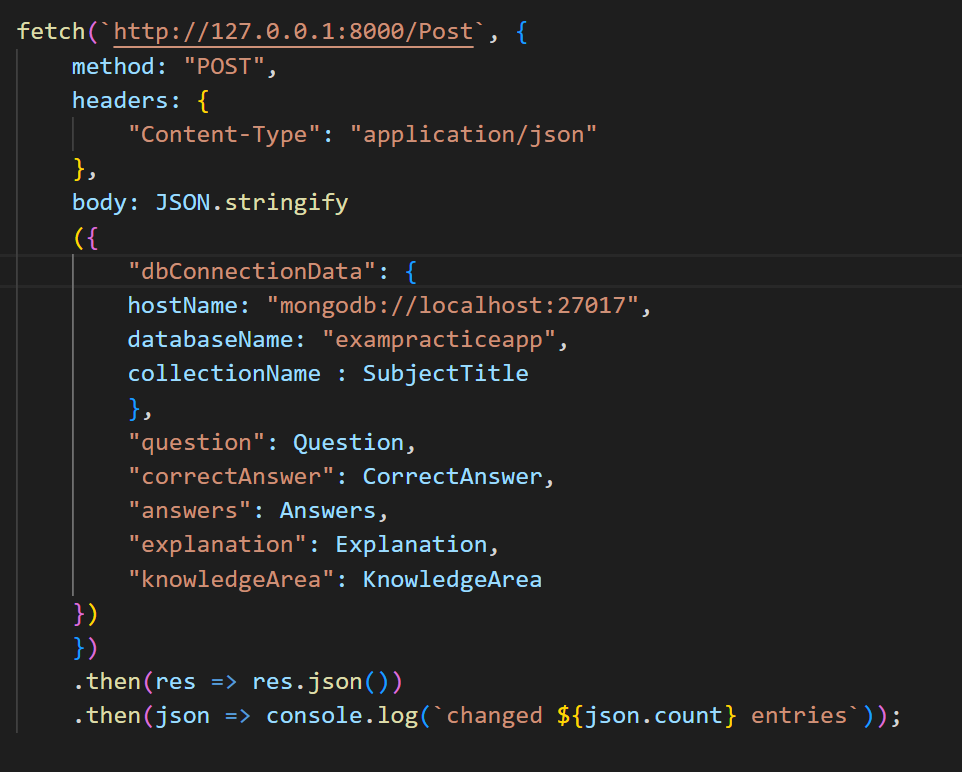 fetch(`http://127.0.0.1:8000/Post`, {
    method: "POST",
    headers: {
        "Content-Type": "application/json"
    },
    body: JSON.stringify
    ({
        "dbConnectionData": {
        hostName: "mongodb://localhost:27017",
        databaseName: "exampracticeapp",
        collectionName : SubjectTitle
        },
        "question": Question,
        "correctAnswer": CorrectAnswer,
        "answers": Answers,
        "explanation": Explanation,
        "knowledgeArea": KnowledgeArea
    })
    })
    .then(res => res.json())
    .then(json => console.log(`changed ${json.count} entries`));